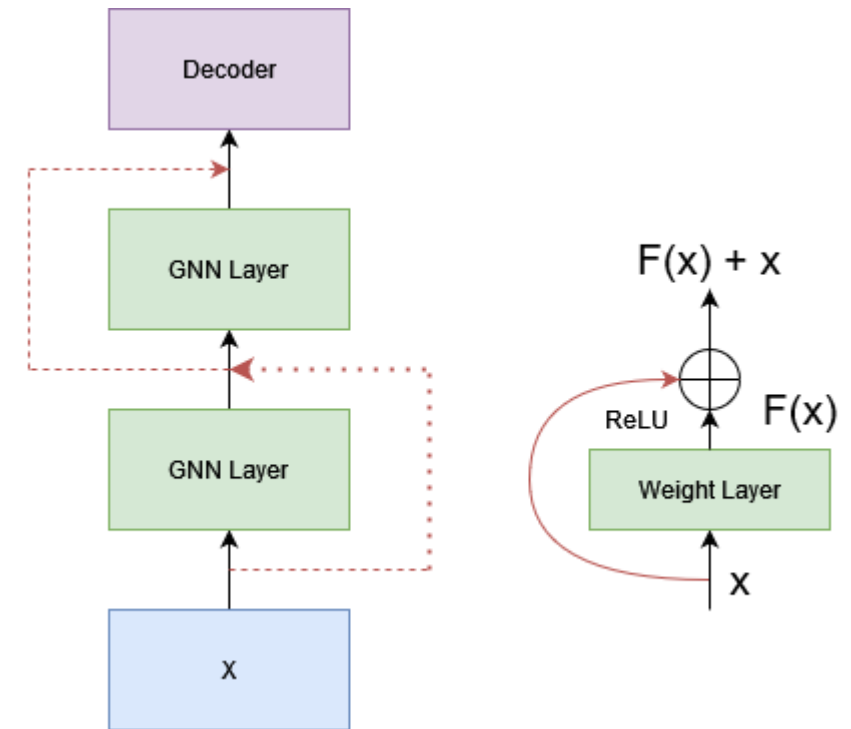 Decoder
GNN Layer
GNN Layer
X
F(x) + x
ReLU
F(x)
Weight Layer
x